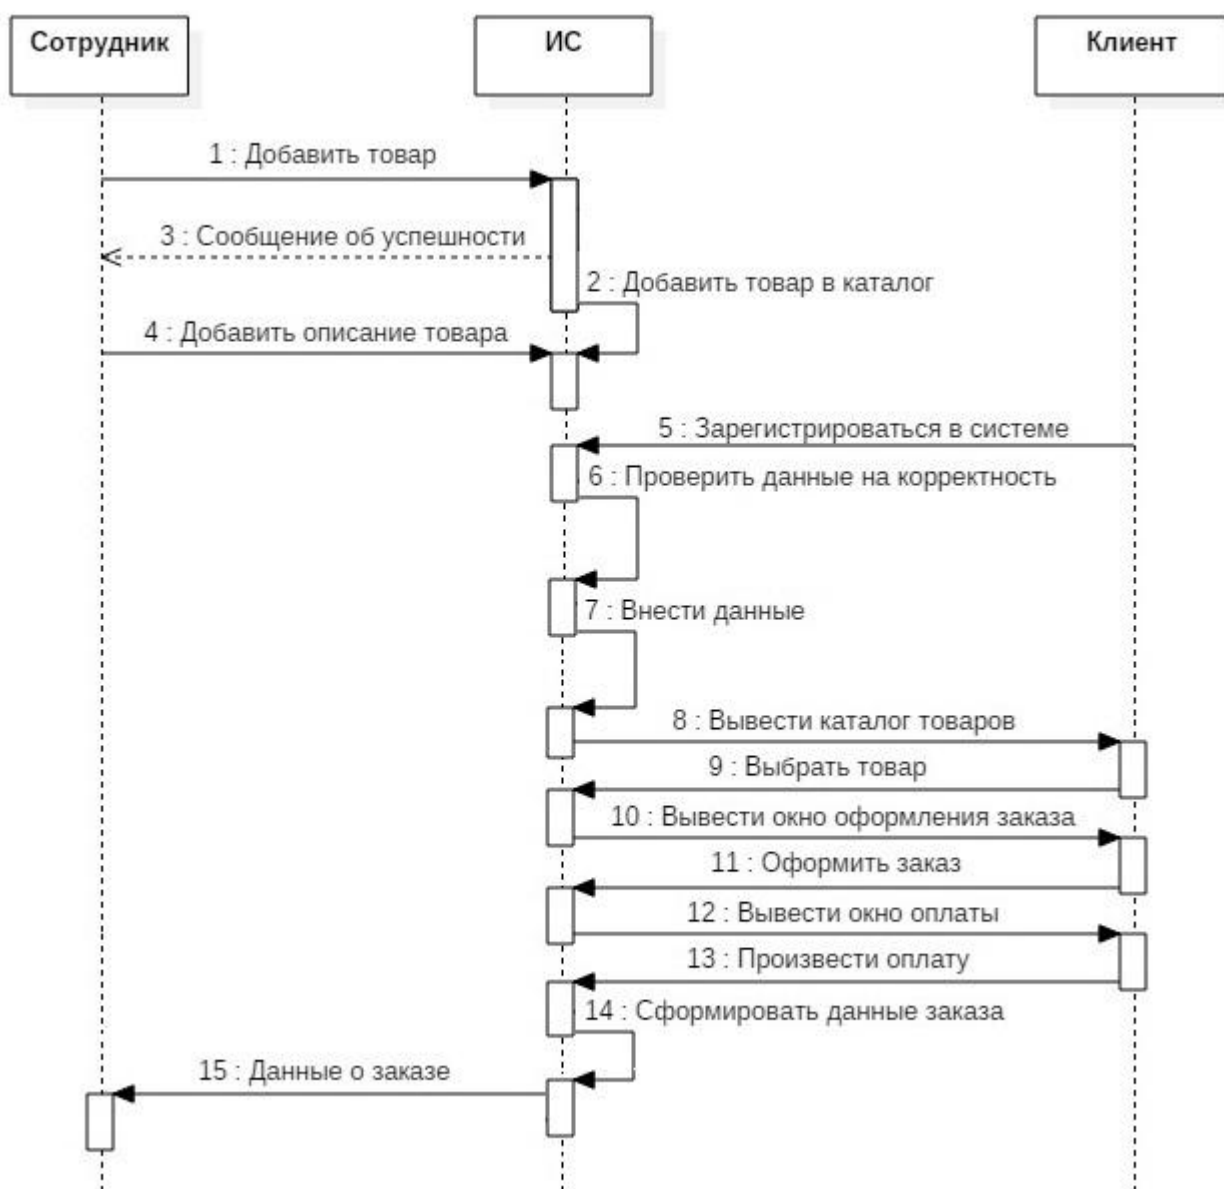 Сотрудник
ИС
Клиент
1 : Добавить товар
3 : Сообщение об успешности
2 : Добавить товар в каталог
4 : Добавить описание товара
5 : Зарегистрироваться в системе
6 : Проверить данные на корректность
7 : Внести данные
8 : Вывести каталог товаров
9 : Выбрать товар
10 : Вывести окно оформления заказа
11 : Оформить заказ
12 : Вывести окно оплаты
13 : Произвести оплату
14 : Сформировать данные заказа
15 : Данные о заказе